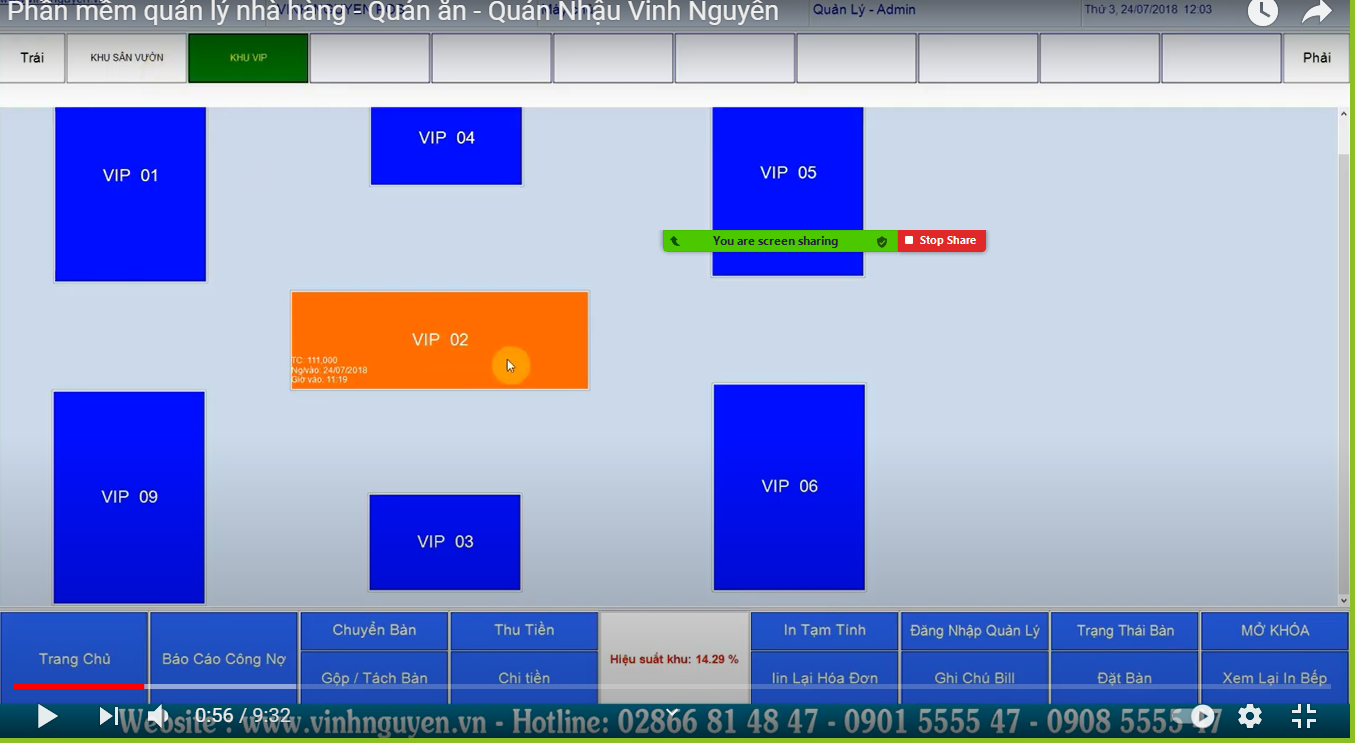 Phần mềm quán lý nhà hàng - Quán ăn - Quán Nhậu Vinh Nguyên
Quản Lý - Admin
Thứ 3, 24/07/2018 12:03
Trái
KHU SÂN VƯỜN
KHU VIP
Phải
VIP 01
VIP 04
VIP 05
You are screen sharing
Stop Share
VIP 02
TC: 111,000
Ng/vào: 24/07/2018
Giờ vào: 11:19
VIP 09
VIP 03
VIP 06
Trang Chủ
Báo Cáo Công Nợ
Chuyển Bàn
Thu Tiền
Hiệu suất khu: 14.29 %
In Tạm Tính
Đăng Nhập Quản Lý
Trạng Thái Bàn
MỞ KHÓA
Gộp / Tách Bàn
Chi tiền
Iin Lại Hóa Đơn
Ghi Chú Bill
Đặt Bàn
Xem Lại In Bếp
0:56 / 9:32
Website : www.vinhnguyen.vn - Hotline: 02866 81 48 47 - 0901 5555 47 - 0908 5555 47